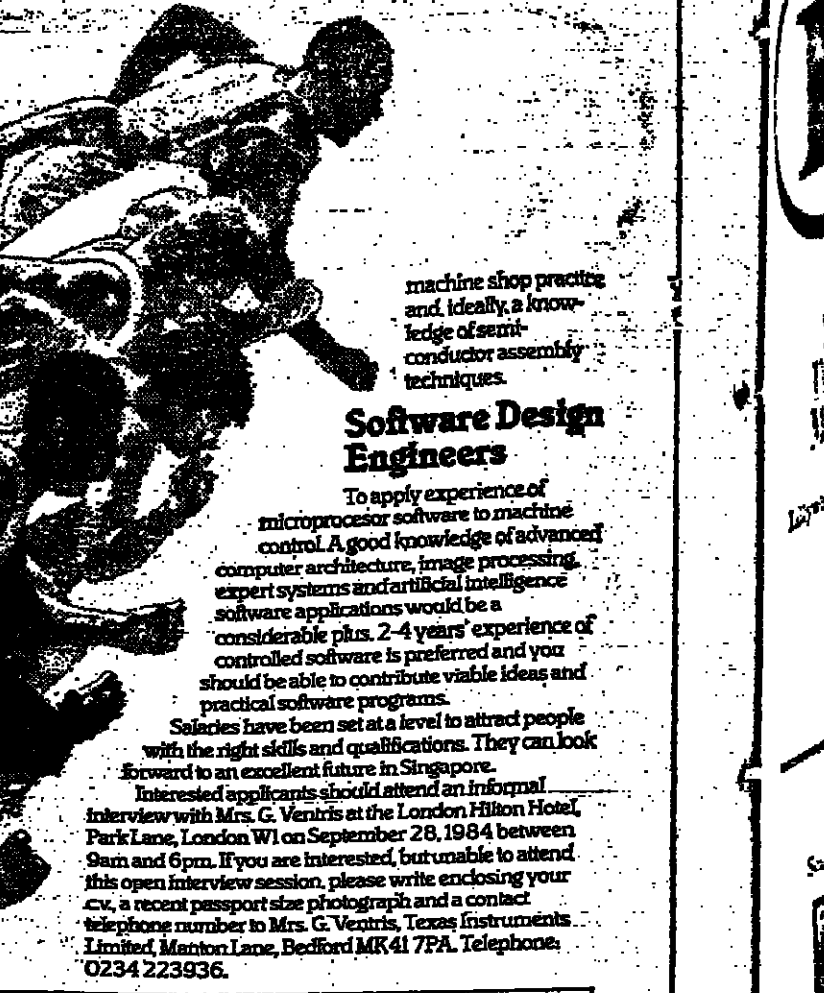 machine shop practice
and, ideally, a know-
ledge of semi-
conductor assembly
techniques.
Software Design
Engineers
To apply experience of
microprocesor software to machine
control. A good knowledge of advanced
computer architecture, image processing,
expert systems and artificial intelligence
software applications would be a
considerable plus. 2-4 years' experience of
controlled software is preferred and you
should be able to contribute viable ideas and
practical software programs.
Salaries have been set at a level to attract people
with the right skills and qualifications. They can look
forward to an excellent future in Singapore.
Interested applicants should attend an informal
interview with Mrs. G. Ventris at the London Hilton Hotel,
Park Lane, London W1 on September 28, 1984 between
9am and 6pm. If you are interested, but unable to attend
this open interview session, please write enclosing your
c.v., a recent passport size photograph and a contact
telephone number to Mrs. G. Ventris, Texas Instruments
Limited, Manton Lane, Bedford MK41 7PA. Telephone:
0234 223936.